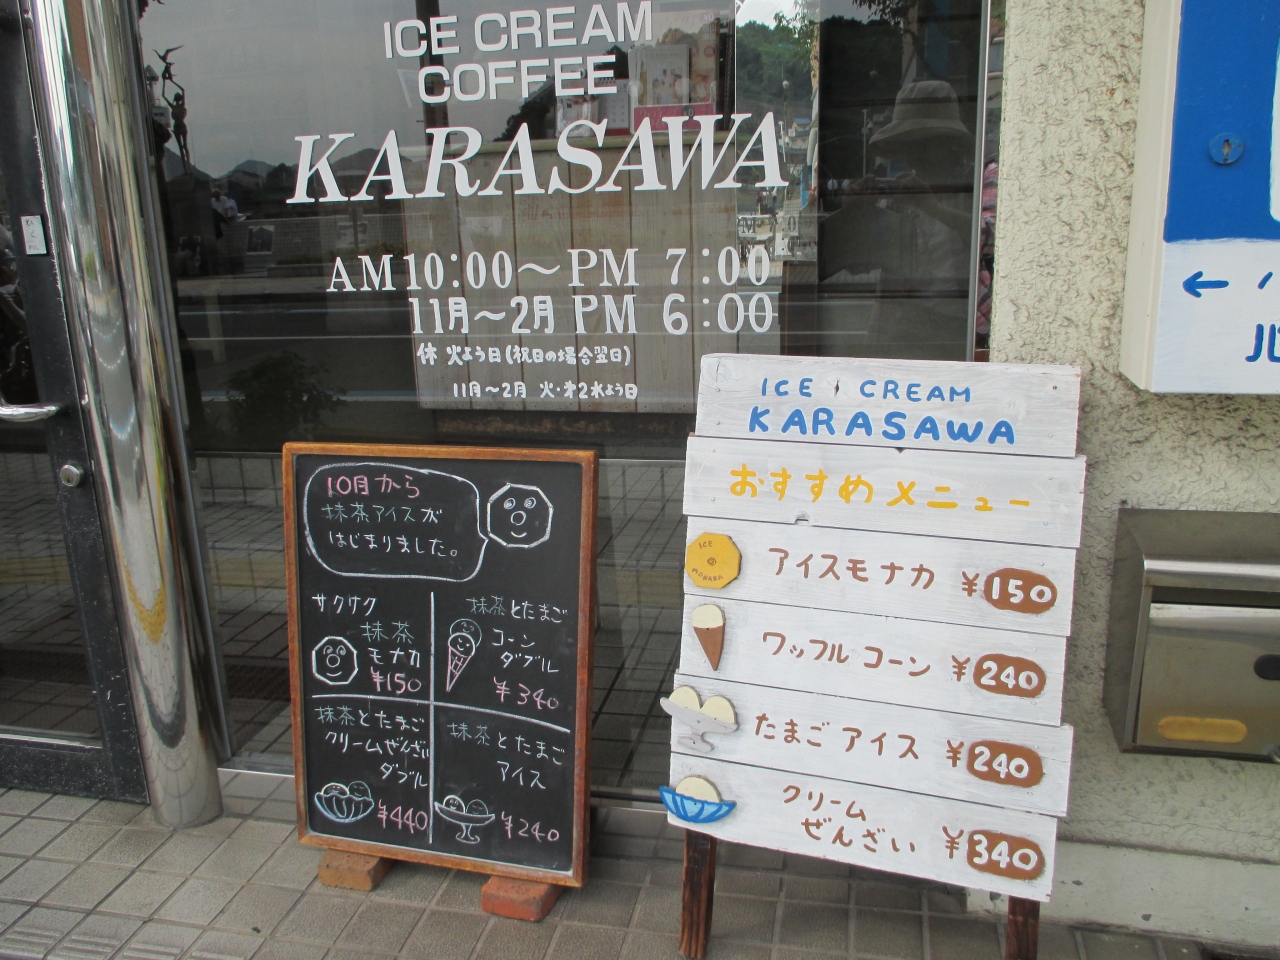 ICE CREAM
COFFEE
KARASAWA
AM10:00～PM 7:00
11月～2月 PM 6:00
休 火よう日(祝日の場合翌日)
11月～2月 火・第2水よう日
10月から
抹茶アイスが
はじまりました。
サクサク
抹茶
モナカ
¥150
抹茶とたまご
コーン
ダブル
¥340
抹茶とたまご
クリームぜんざい
ダブル
¥440
抹茶とたまご
アイス
¥240
ICE CREAM
KARASAWA
おすすめメニュー
ICE
MONAKA
アイスモナカ ¥150
ワッフルコーン ¥240
たまごアイス ¥240
クリーム
ぜんざい ¥340
←